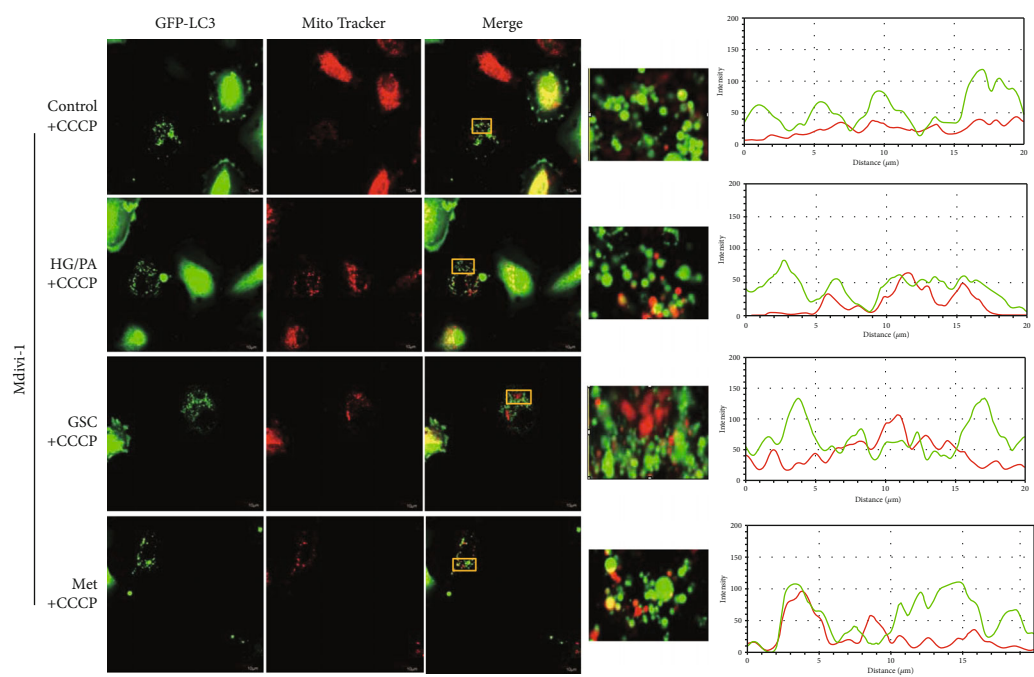 GFP-LC3 Mito Tracker Merge
Mdivi-1
Control
+CCCP
HG/PA
+CCCP
GSC
+CCCP
Met
+CCCP
200
150
100
50
0
Intensity
0 5 10 15 20
Distance (μm)
200
150
100
50
0
Intensity
0 5 10 15 20
Distance (μm)
200
150
100
50
0
Intensity
0 5 10 15 20
Distance (μm)
200
150
100
50
0
Intensity
0 5 10 15
Distance (μm)